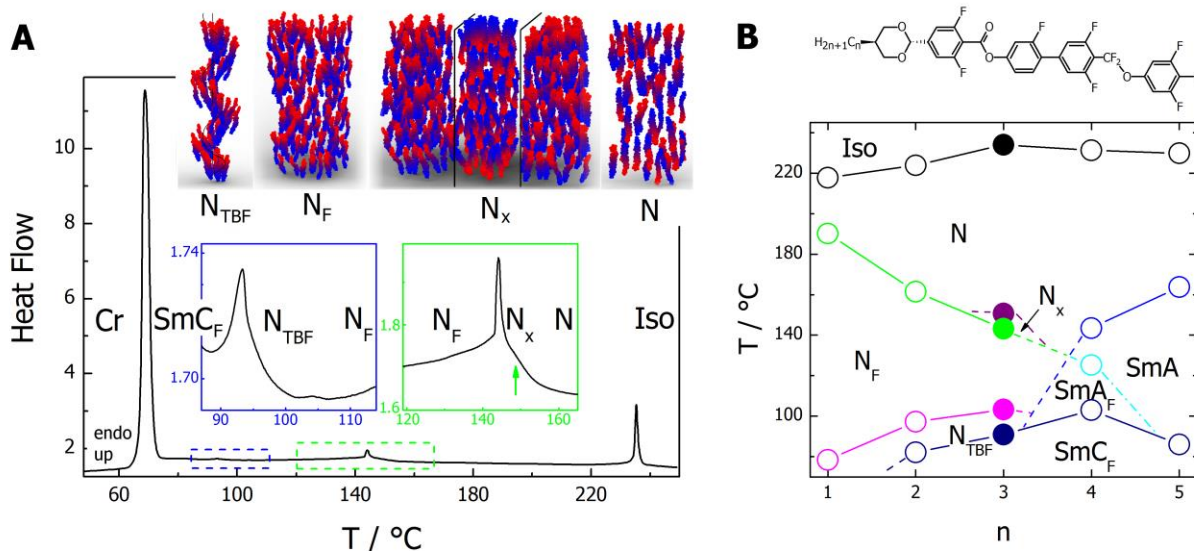 A
N_TBF N_F N_x N
Heat Flow
10
8
6
4
2
1.74
1.70
90 100 110
1.8
1.6
120 140 160
Cr SmC_F N_TBF N_F N_F N_x N Iso
endo
up
60 100 140 180 220
T / °C
B
H2n+1Cn
O
O
F
F
O
O
F
F
F
CF2
O
F
F
T / °C
220
180
140
100
Iso
N
N_x
N_F
SmA
SmA_F
N_TBF
SmC_F
1 2 3 4 5
n